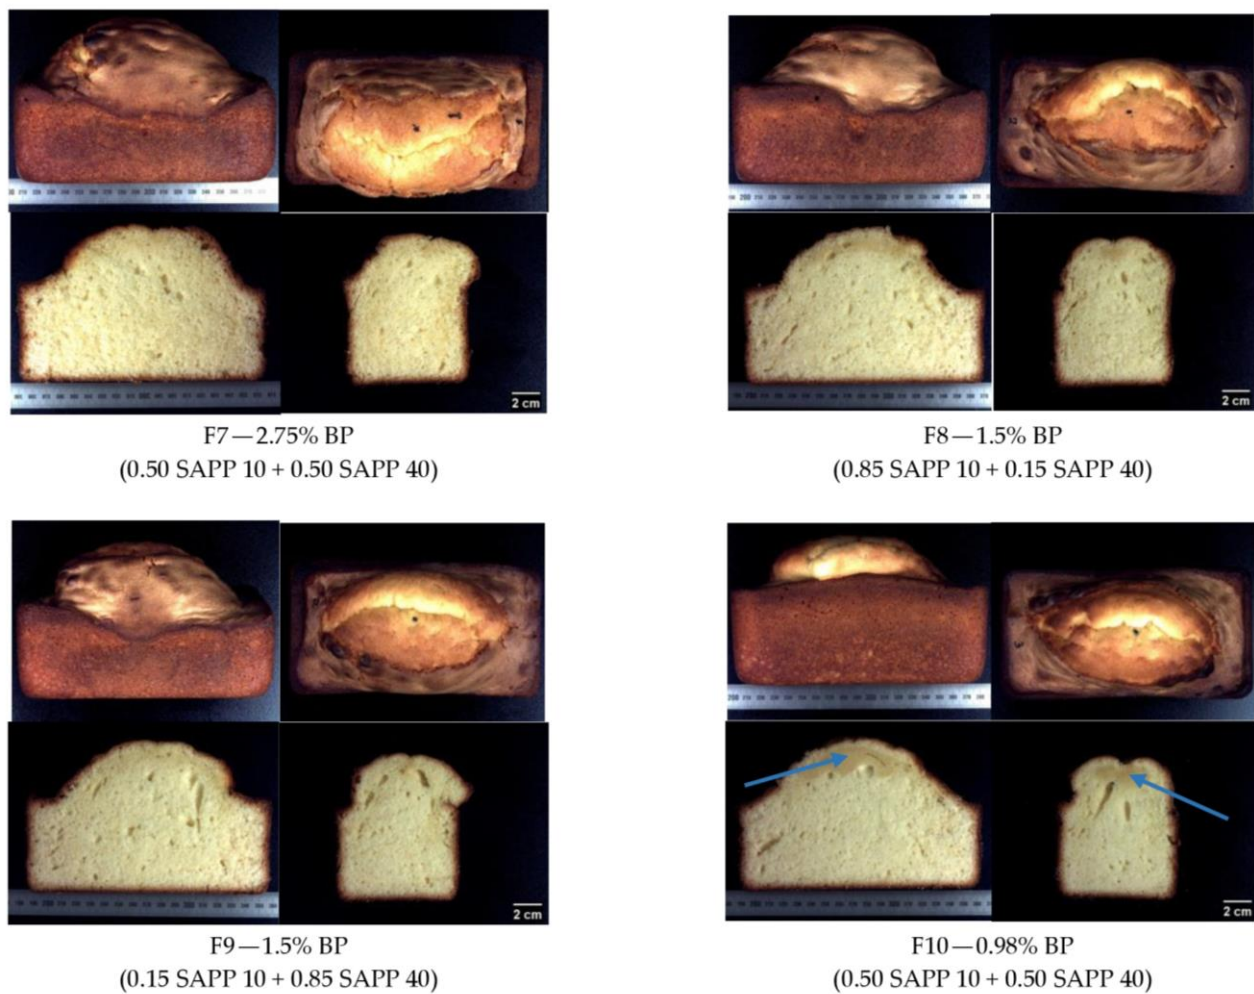 2 cm
F7—2.75% BP
(0.50 SAPP 10 + 0.50 SAPP 40)
2 cm
F8—1.5% BP
(0.85 SAPP 10 + 0.15 SAPP 40)
2 cm
F9—1.5% BP
(0.15 SAPP 10 + 0.85 SAPP 40)
2 cm
F10—0.98% BP
(0.50 SAPP 10 + 0.50 SAPP 40)